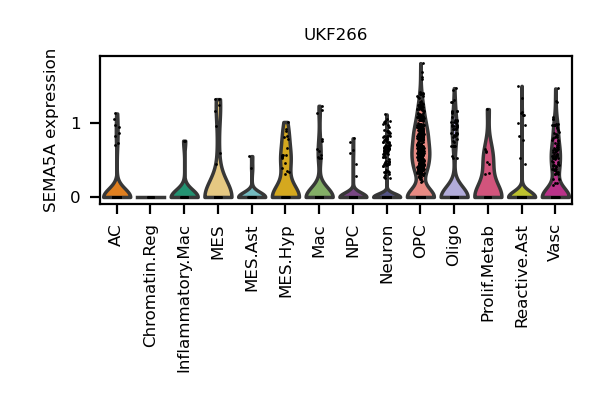 UKF266
SEMA5A expression
1
0
AC
Chromatin.Reg
Inflammatory.Mac
MES
MES.Ast
MES.Hyp
Mac
NPC
Neuron
OPC
Oligo
Prolif.Metab
Reactive.Ast
Vasc